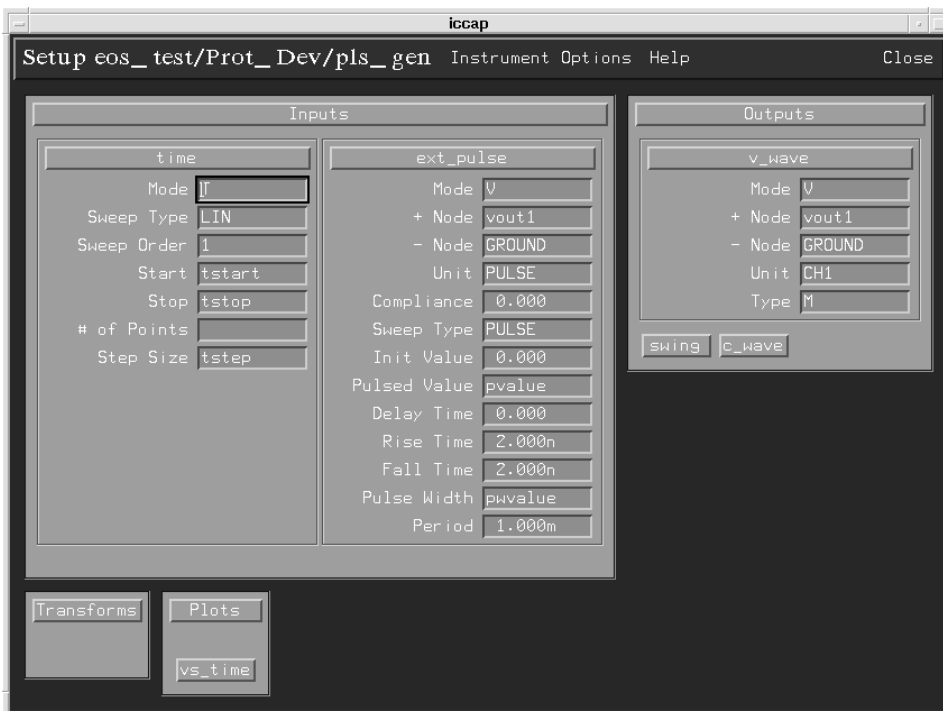 iccap
Setup eos_test/Prot_Dev/pls_gen Instrument Options Help Close
Inputs
time
Mode T
Sweep Type LIN
Sweep Order 1
Start tstart
Stop tstop
# of Points
Step Size tstep
ext_pulse
Mode V
+ Node vout1
- Node GROUND
Unit PULSE
Compliance 0.000
Sweep Type PULSE
Init Value 0.000
Pulsed Value pvalue
Delay Time 0.000
Rise Time 2.000n
Fall Time 2.000n
Pulse Width pwvalue
Period 1.000m
Outputs
v_wave
Mode V
+ Node vout1
- Node GROUND
Unit CH1
Type M
swing c_wave
Transforms
Plots
vs_time